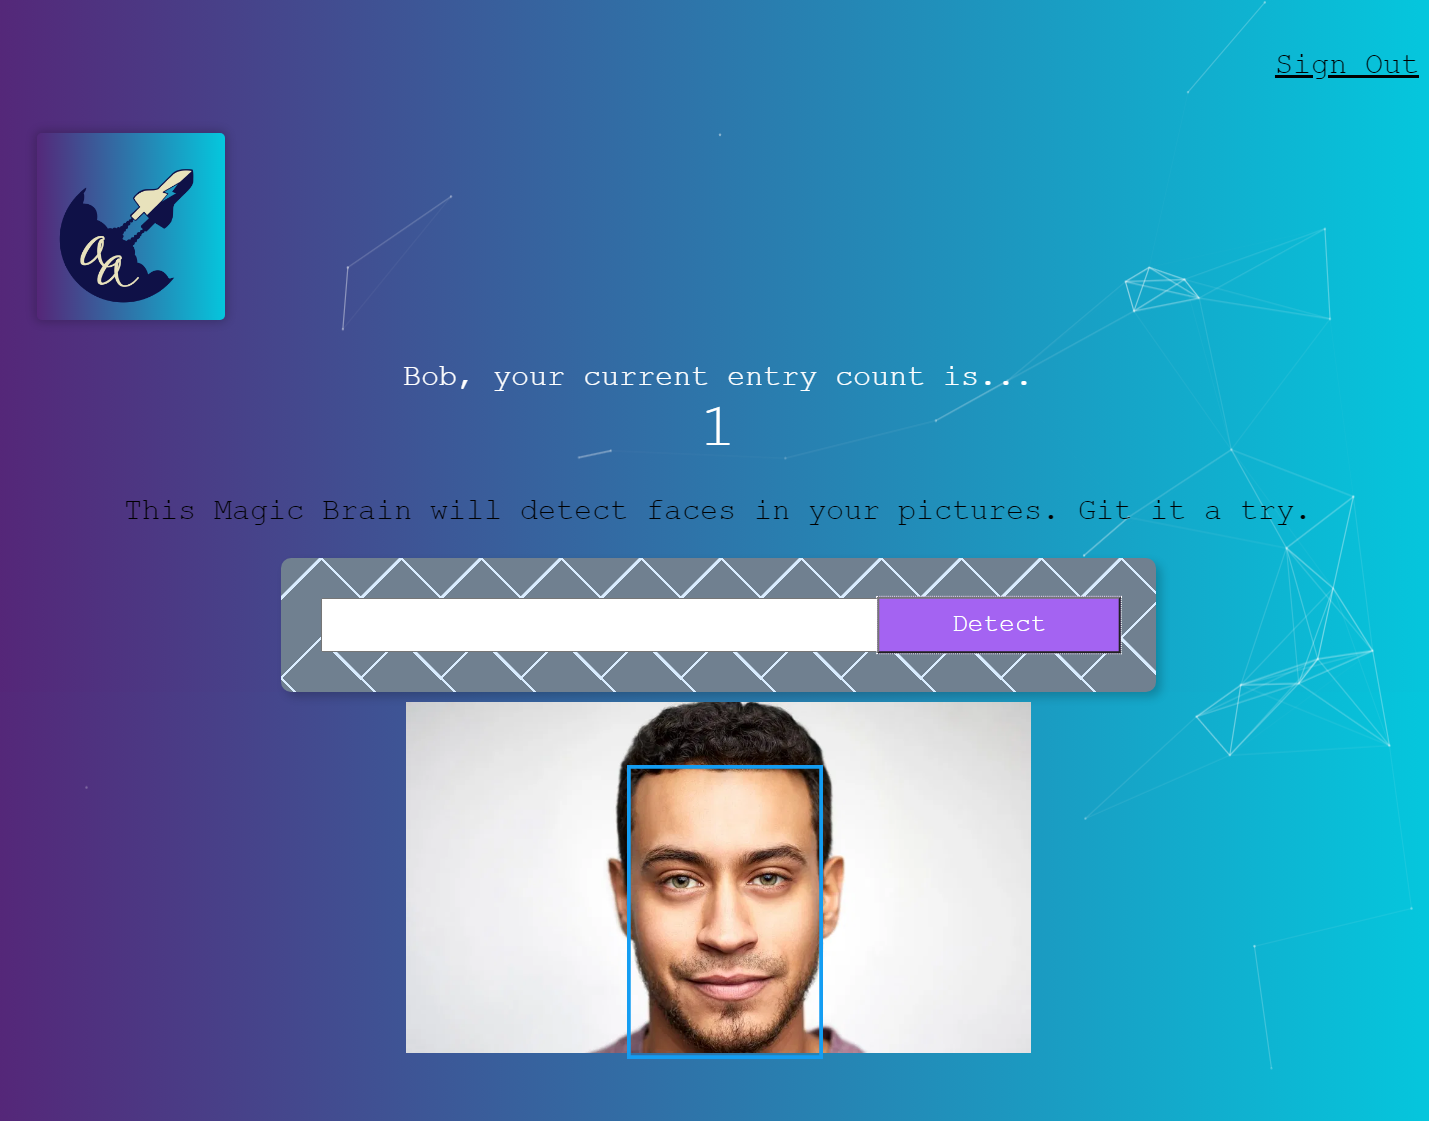 Sign Out
aa
Bob, your current entry count is...
1
This Magic Brain will detect faces in your pictures. Git it a try.
Detect